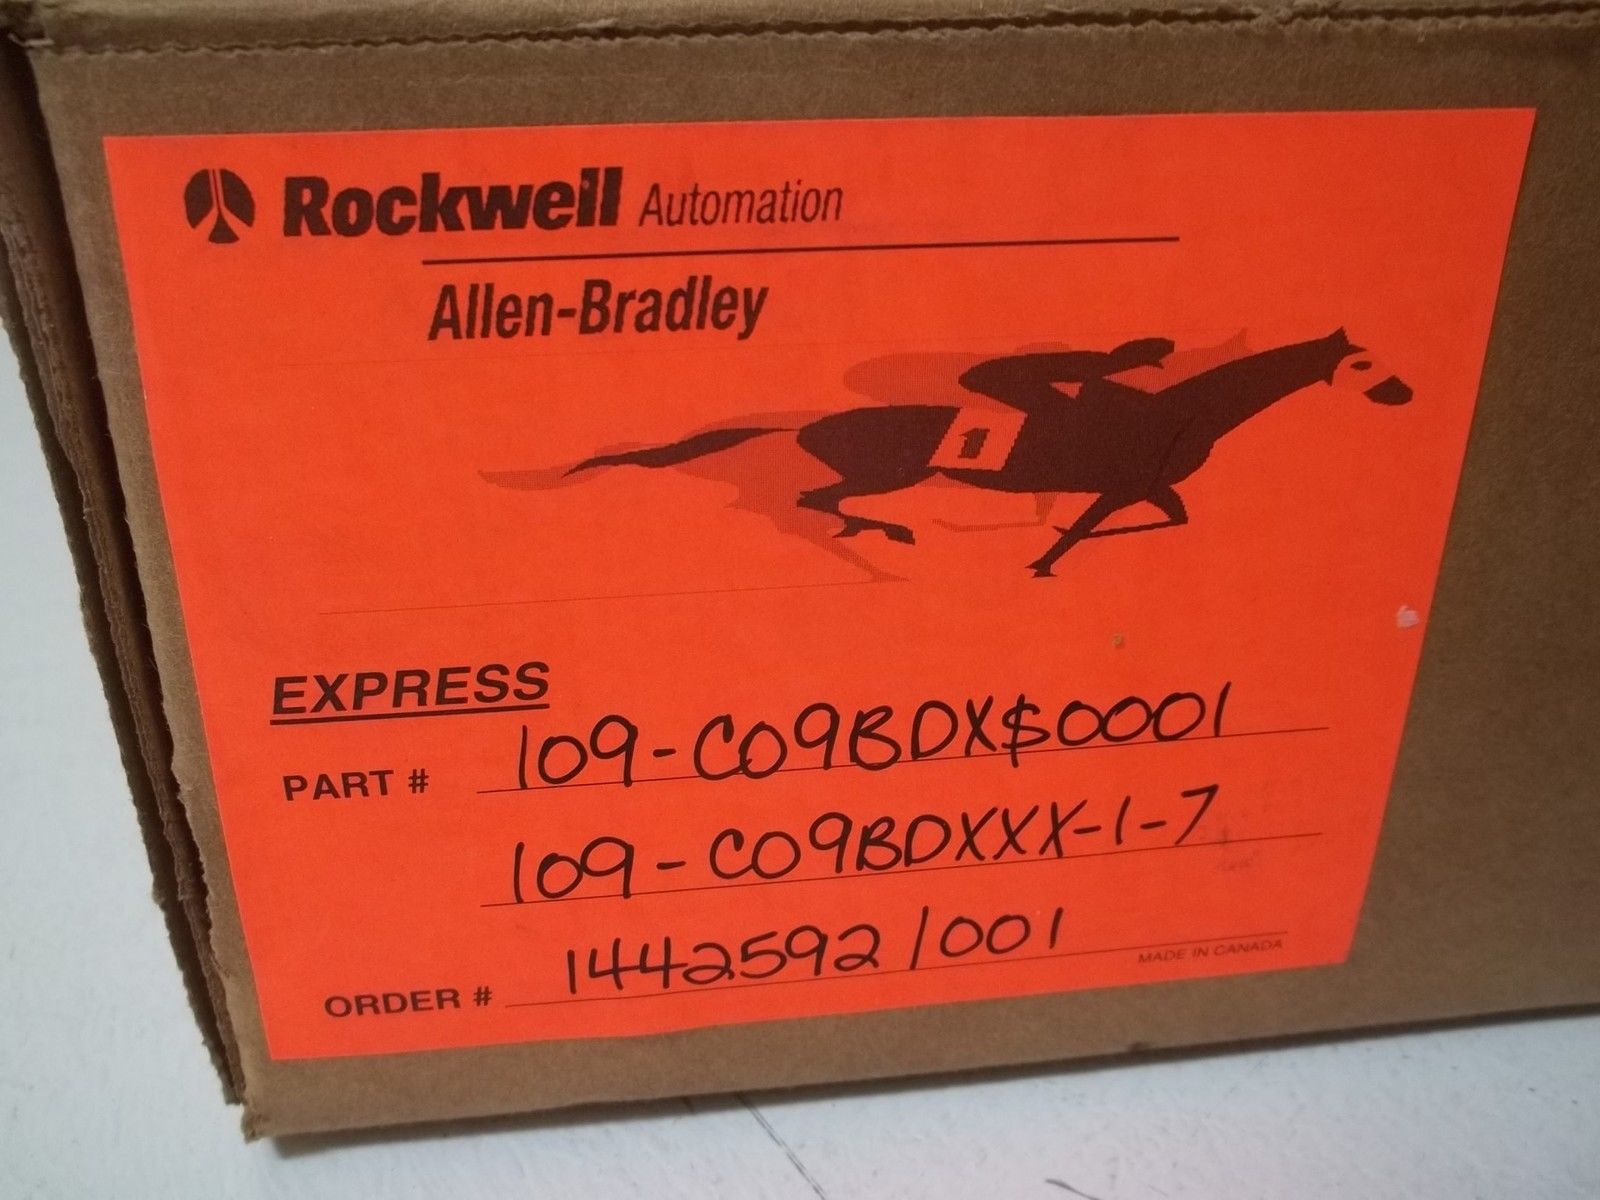 Rockwell Automation
Allen-Bradley
1
EXPRESS
PART # 109-C09BDX$0001
109-C09BDXXX-1-7
ORDER # 1442592/001
MADE IN CANADA